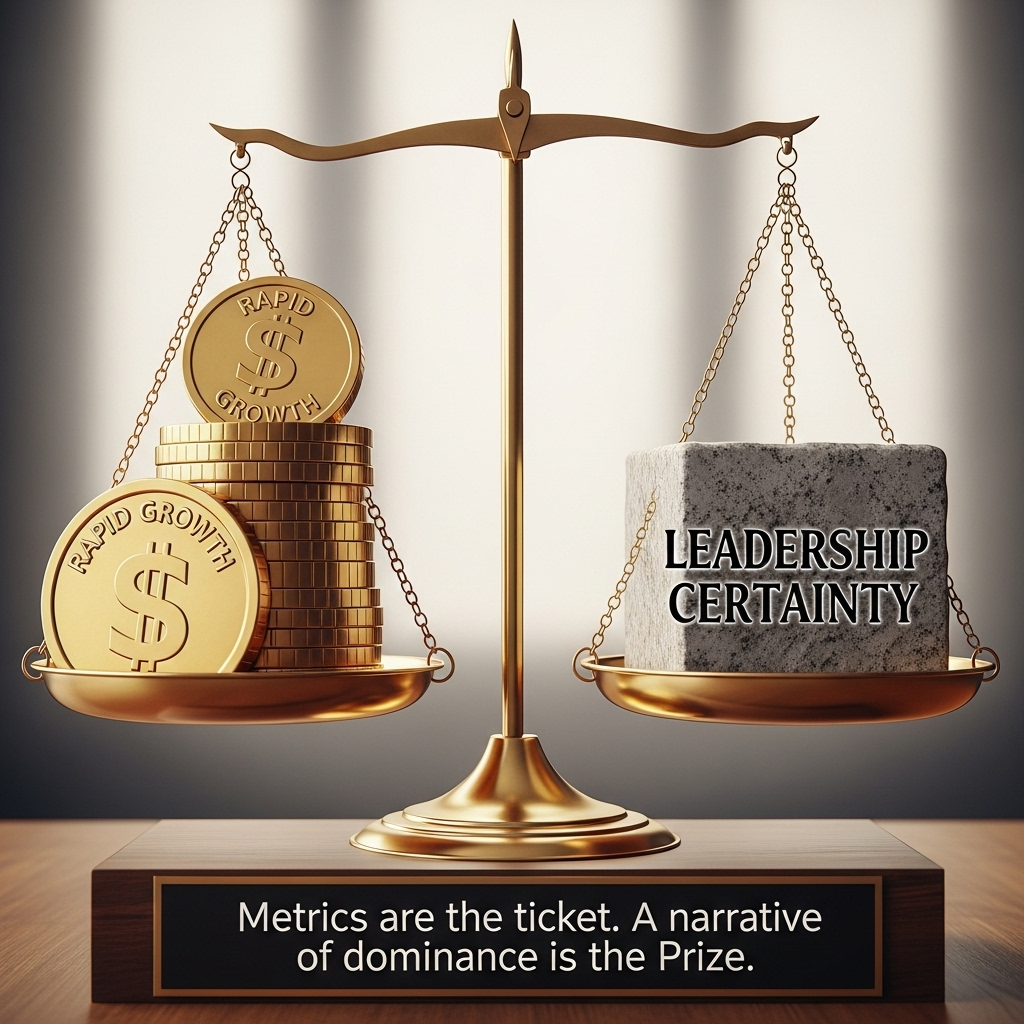 RAPID
$
GROWTH
RAPID GROWTH
$
LEADERSHIP
CERTAINTY
Metrics are the ticket. A narrative
of dominance is the Prize.